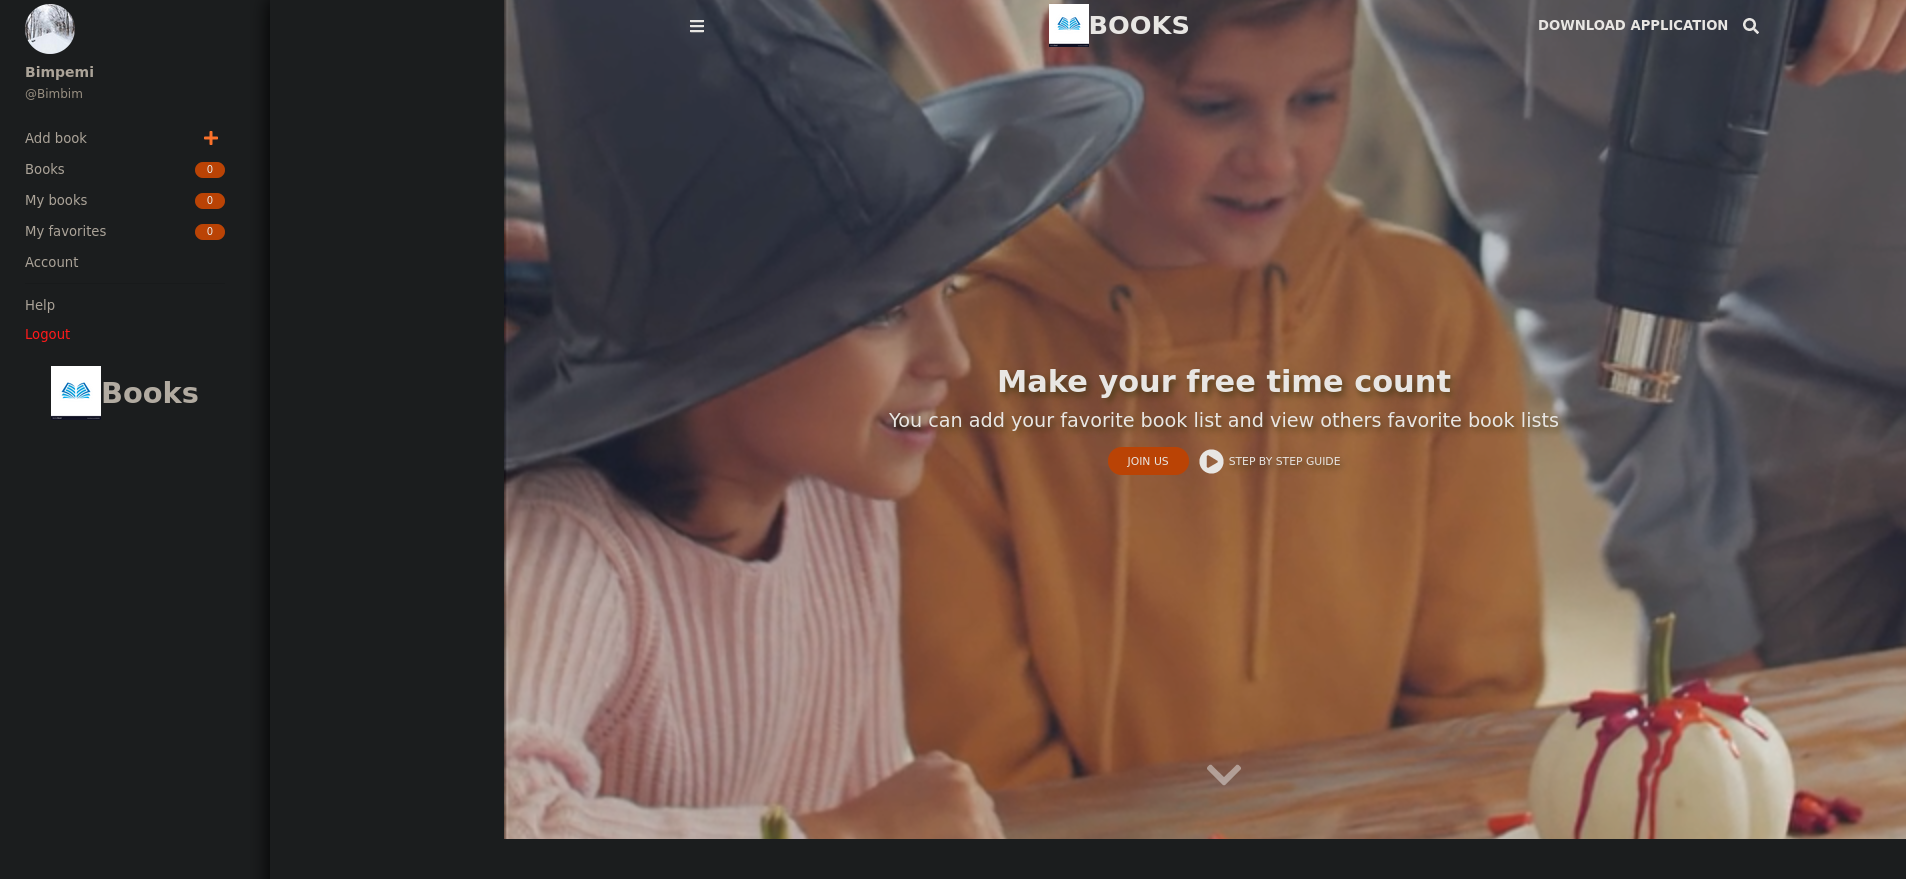 Bimpemi
@Bimbim
Add book
Books 0
My books 0
My favorites 0
Account
Help
Logout
Books
BOOKS
DOWNLOAD APPLICATION
Make your free time count
You can add your favorite book list and view others favorite book lists
JOIN US
STEP BY STEP GUIDE